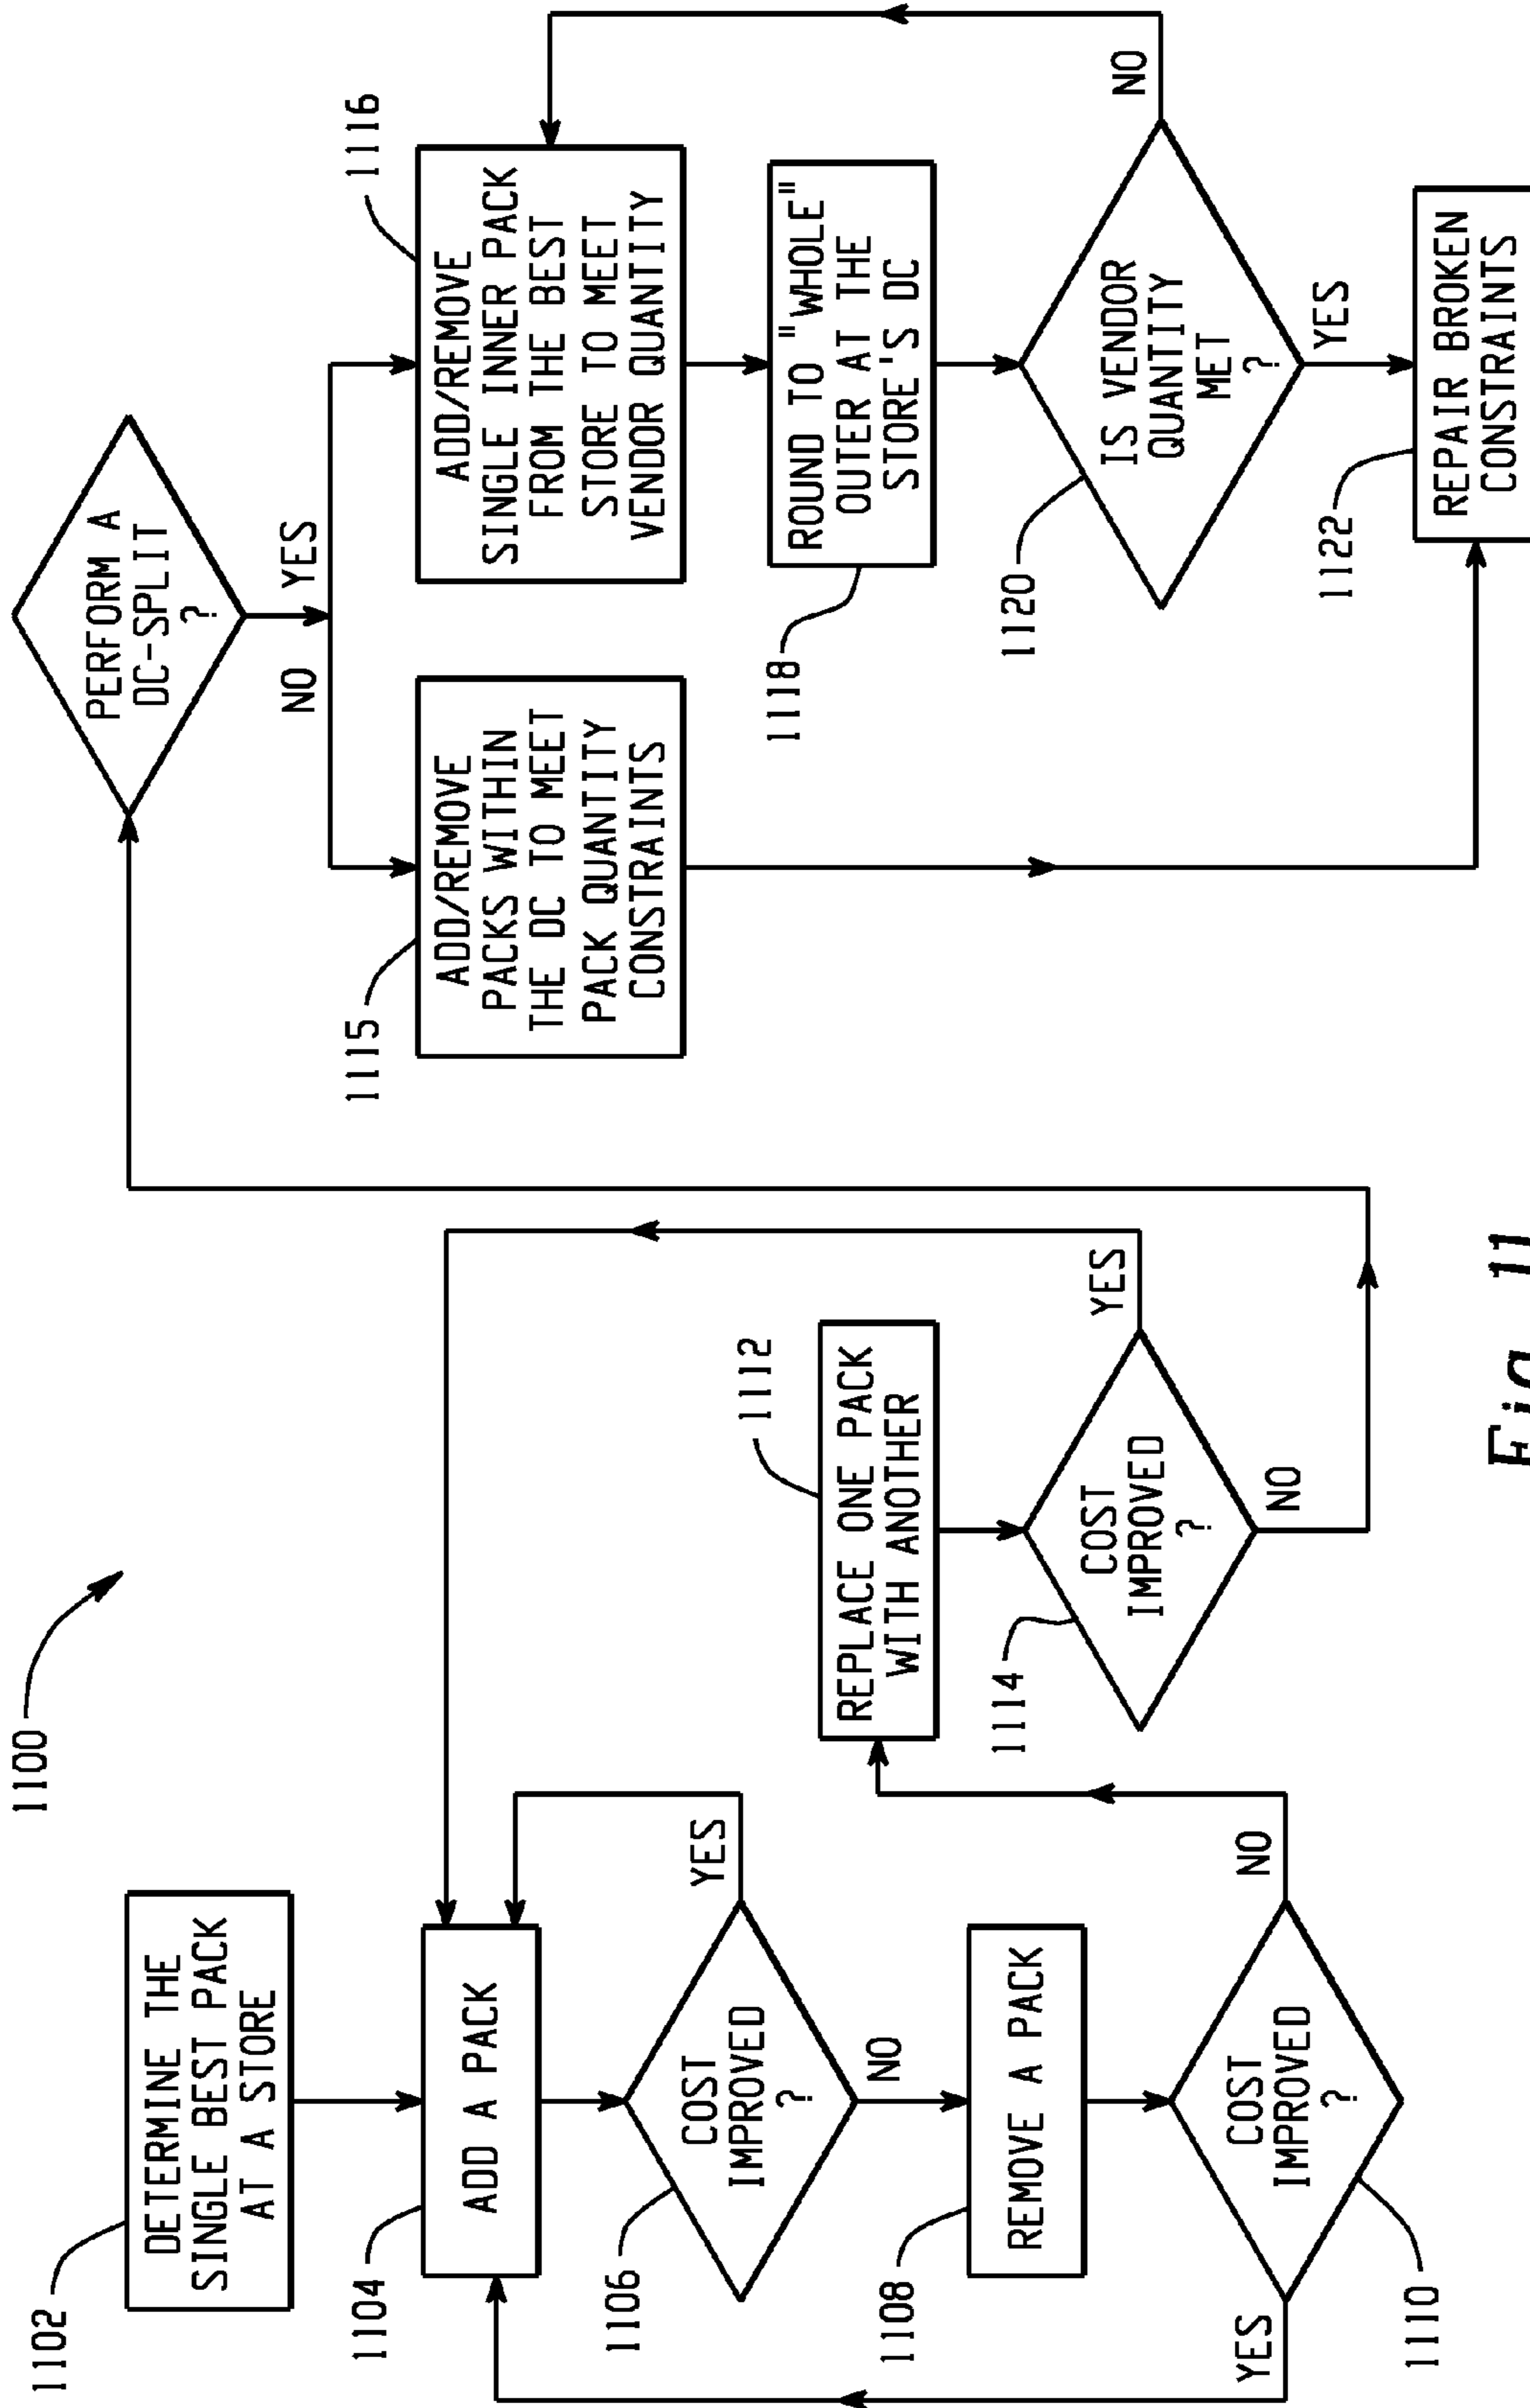 1100
1102
DETERMINE THE
SINGLE BEST PACK
AT A STORE
1104
ADD A PACK
1106
COST
IMPROVED
?
YES
NO
1108
REMOVE A PACK
1110
COST
IMPROVED
?
YES
NO
1112
REPLACE ONE PACK
WITH ANOTHER
1114
COST
IMPROVED
?
YES
NO
PERFORM A
DC-SPLIT
?
NO
YES
1115
ADD/REMOVE
PACKS WITHIN
THE DC TO MEET
PACK QUANTITY
CONSTRAINTS
1116
ADD/REMOVE
SINGLE INNER PACK
FROM THE BEST
STORE TO MEET
VENDOR QUANTITY
1118
ROUND TO "WHOLE"
OUTER AT THE
STORE'S DC
1120
IS VENDOR
QUANTITY
MET
?
NO
YES
1122
REPAIR BROKEN
CONSTRAINTS
Fig. 11